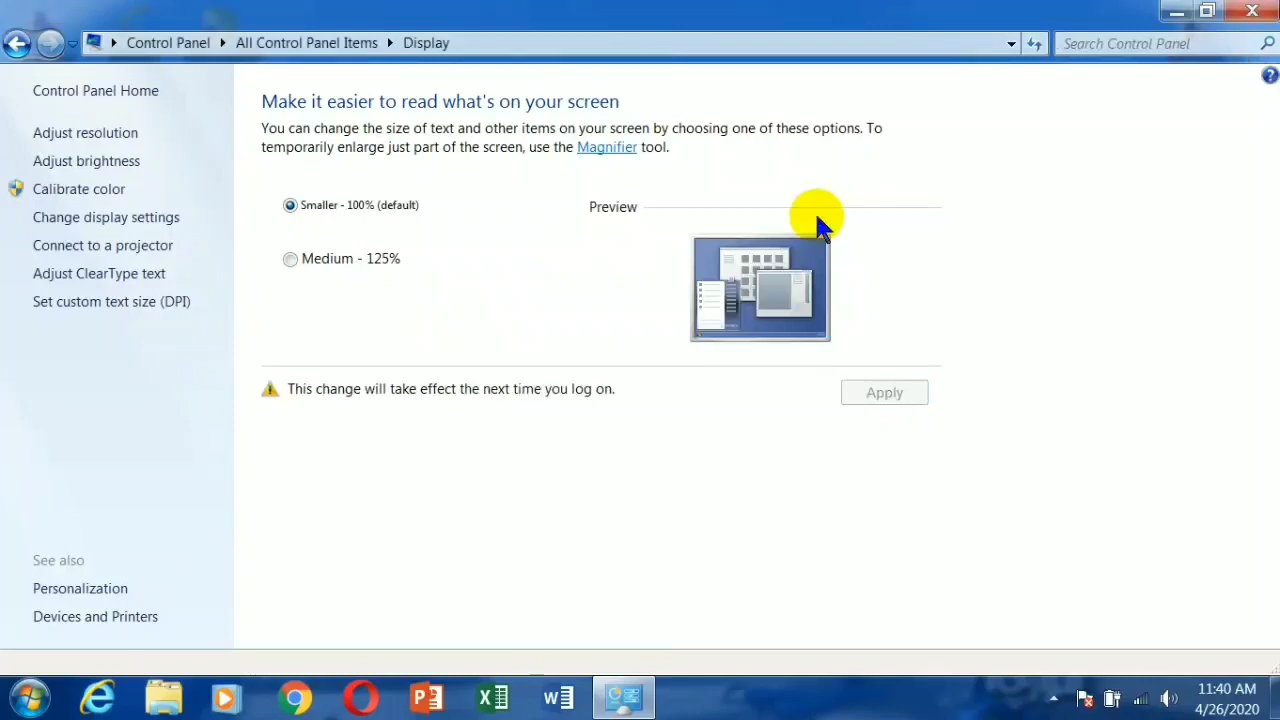 Control Panel
All Control Panel Items
Display
Search Control Panel
Control Panel Home
Adjust resolution
Adjust brightness
Calibrate color
Change display settings
Connect to a projector
Adjust ClearType text
Set custom text size (DPI)
See also
Personalization
Devices and Printers
Make it easier to read what's on your screen
You can change the size of text and other items on your screen by choosing one of these options. To
temporarily enlarge just part of the screen, use the Magnifier tool.
Smaller - 100% (default)
Preview
Medium - 125%
This change will take effect the next time you log on.
Apply
11:40 AM
4/26/2020